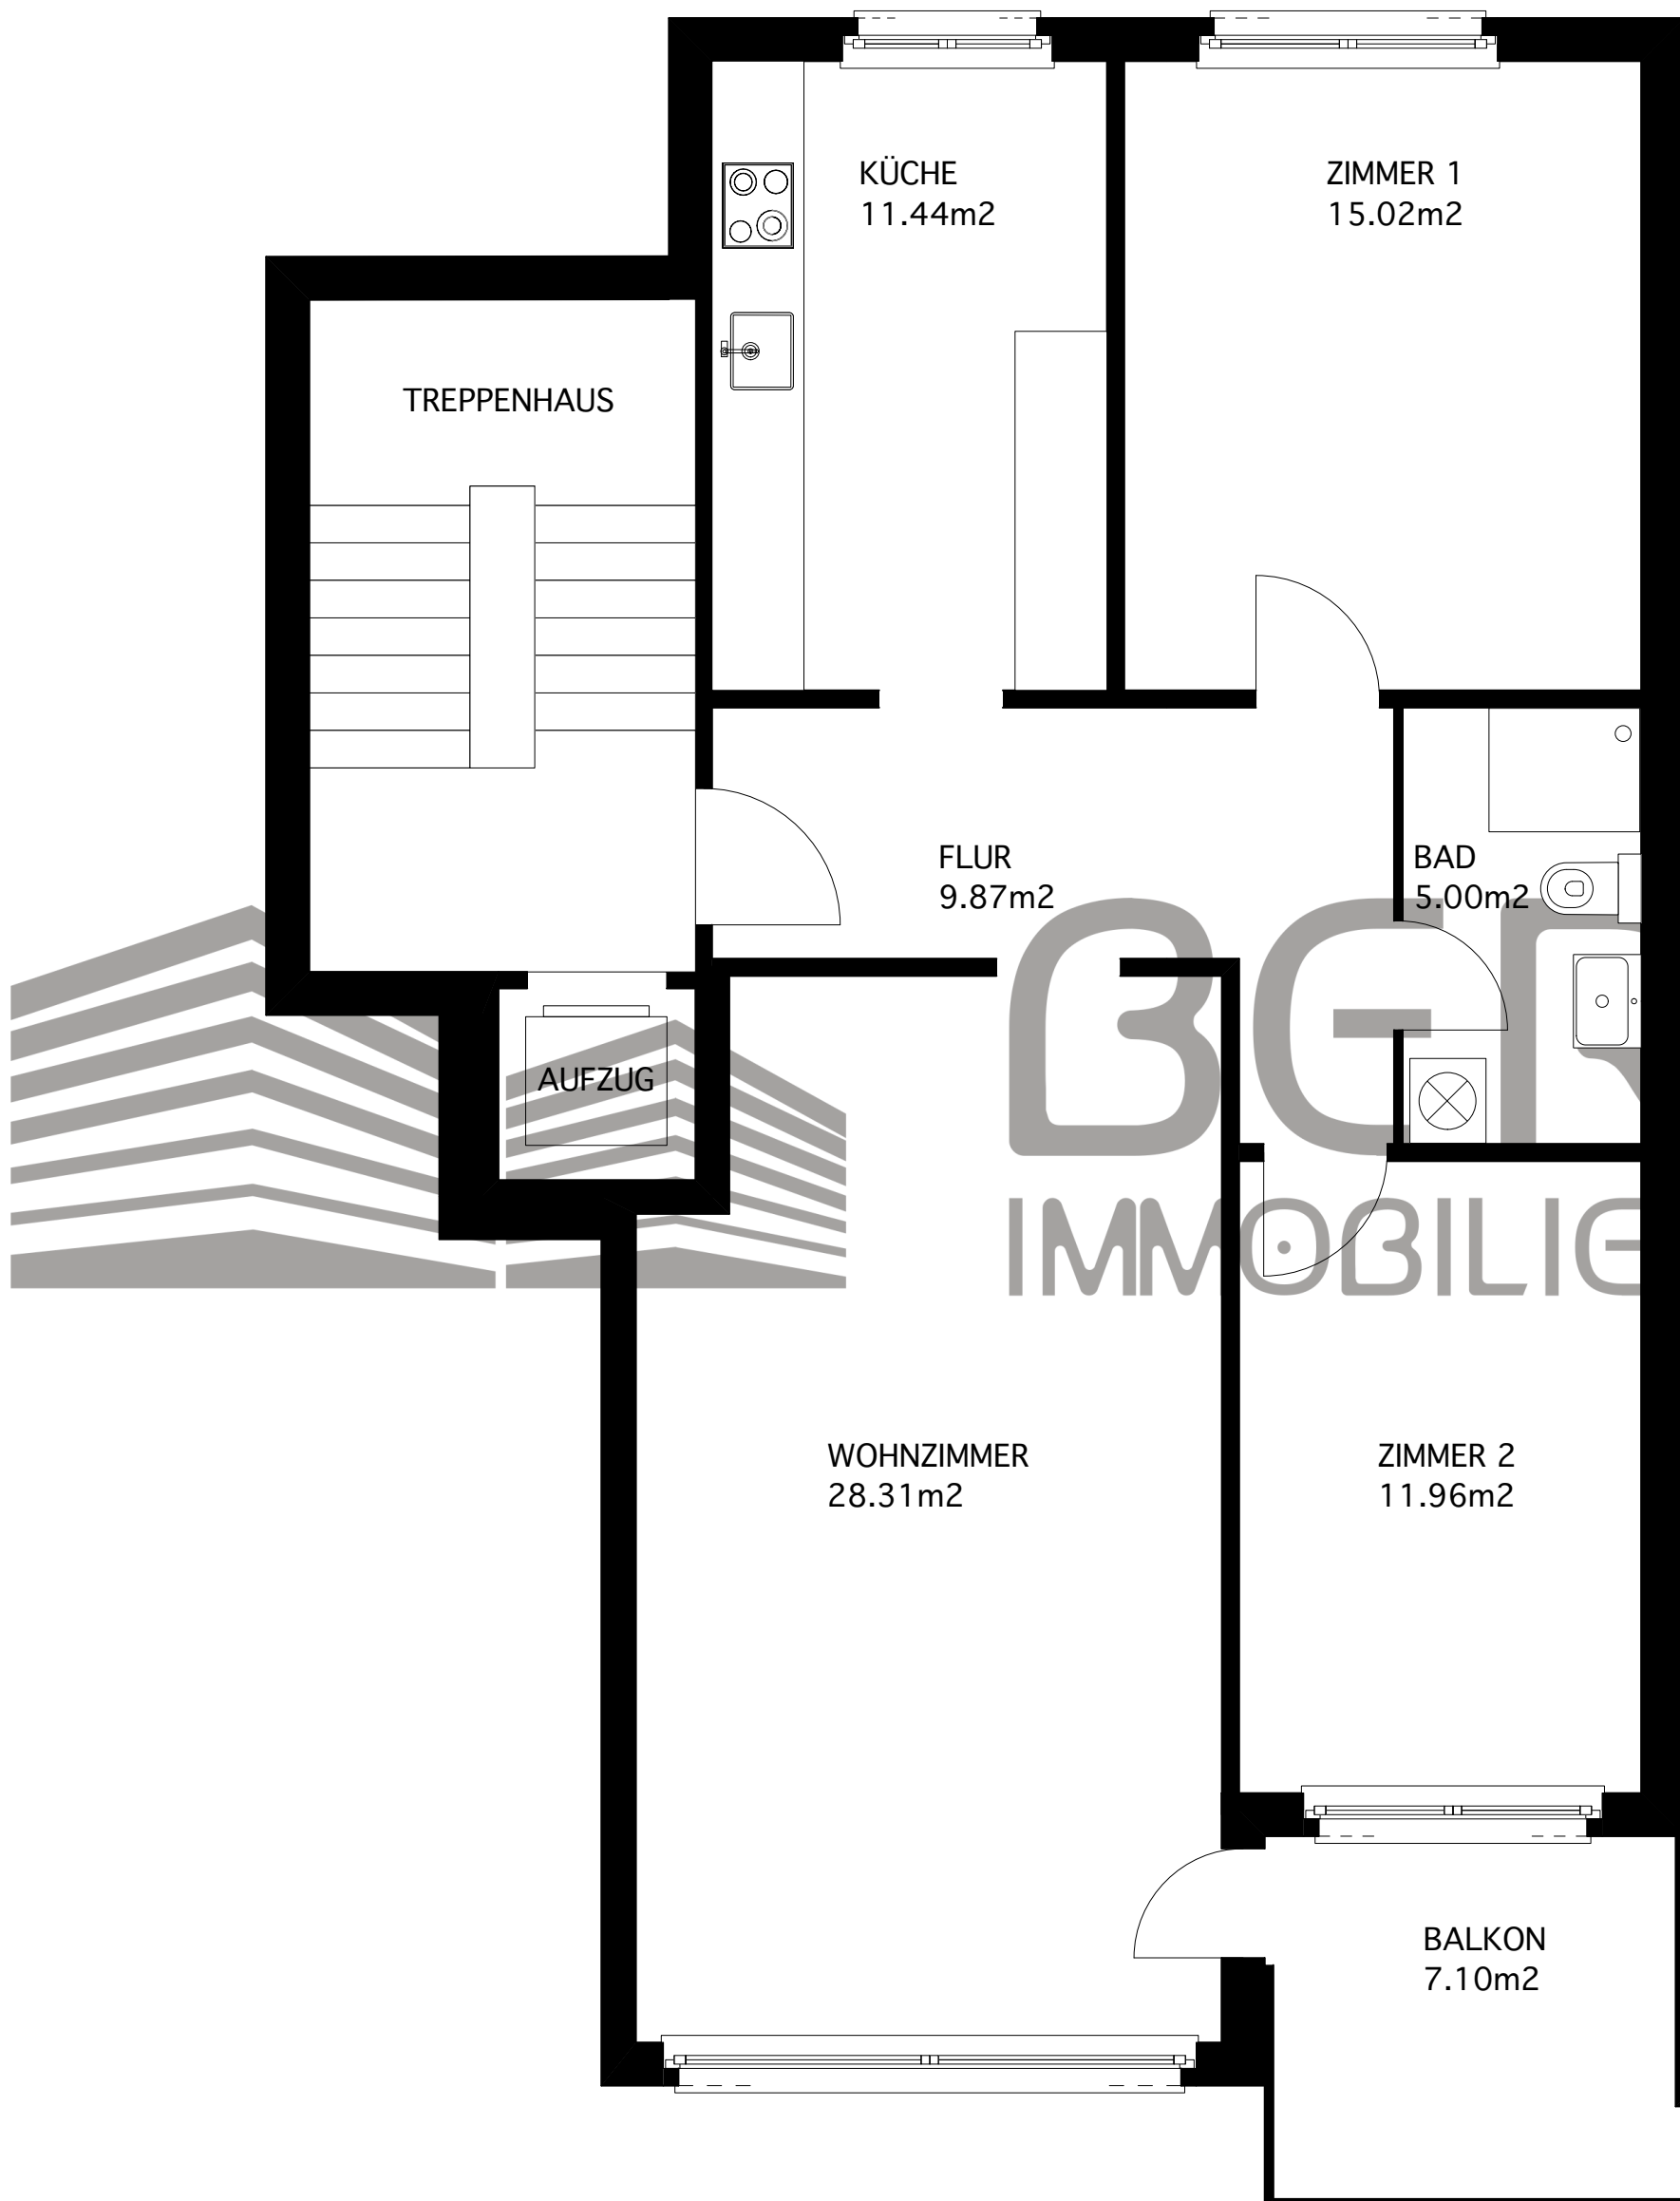 KÜCHE
11.44m2
ZIMMER 1
15.02m2
TREPPENHAUS
FLUR
9.87m2
BAD
5.00m2
AUFZUG
IMMOBILIE
WOHNZIMMER
28.31m2
ZIMMER 2
11.96m2
BALKON
7.10m2